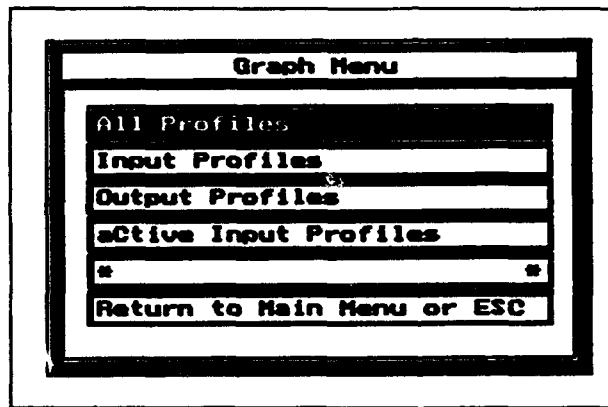 Graph Menu
All Profiles
Input Profiles
Output Profiles
aCtive Input Profiles
* *
Return to Main Menu or ESC